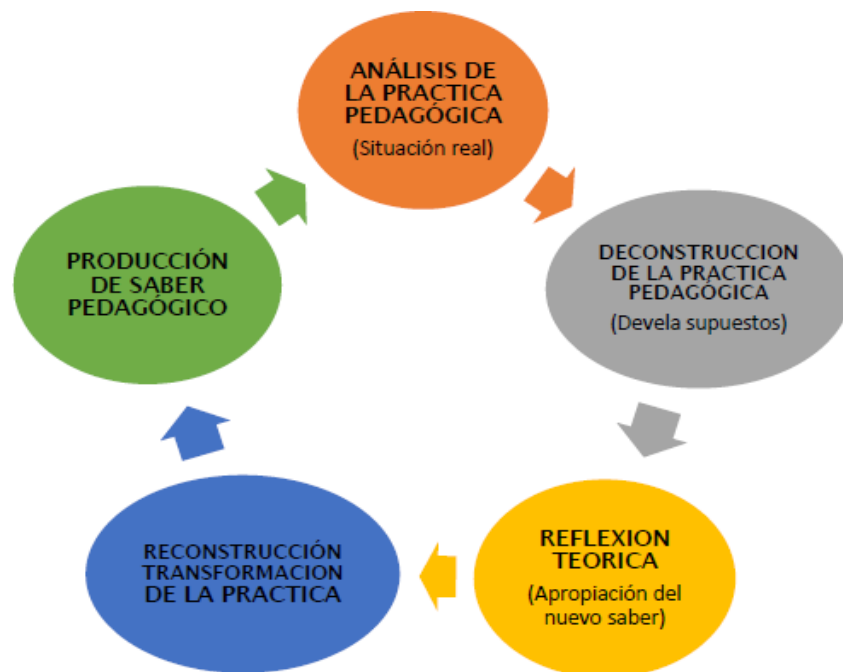 ANÁLISIS DE
LA PRACTICA
PEDAGÓGICA
(Situación real)
DECONSTRUCCION
DE LA PRACTICA
PEDAGÓGICA
(Devela supuestos)
REFLEXION
TEORICA
(Apropiación del
nuevo saber)
RECONSTRUCCIÓN
TRANSFORMACION
DE LA PRACTICA
PRODUCCIÓN
DE SABER
PEDAGÓGICO